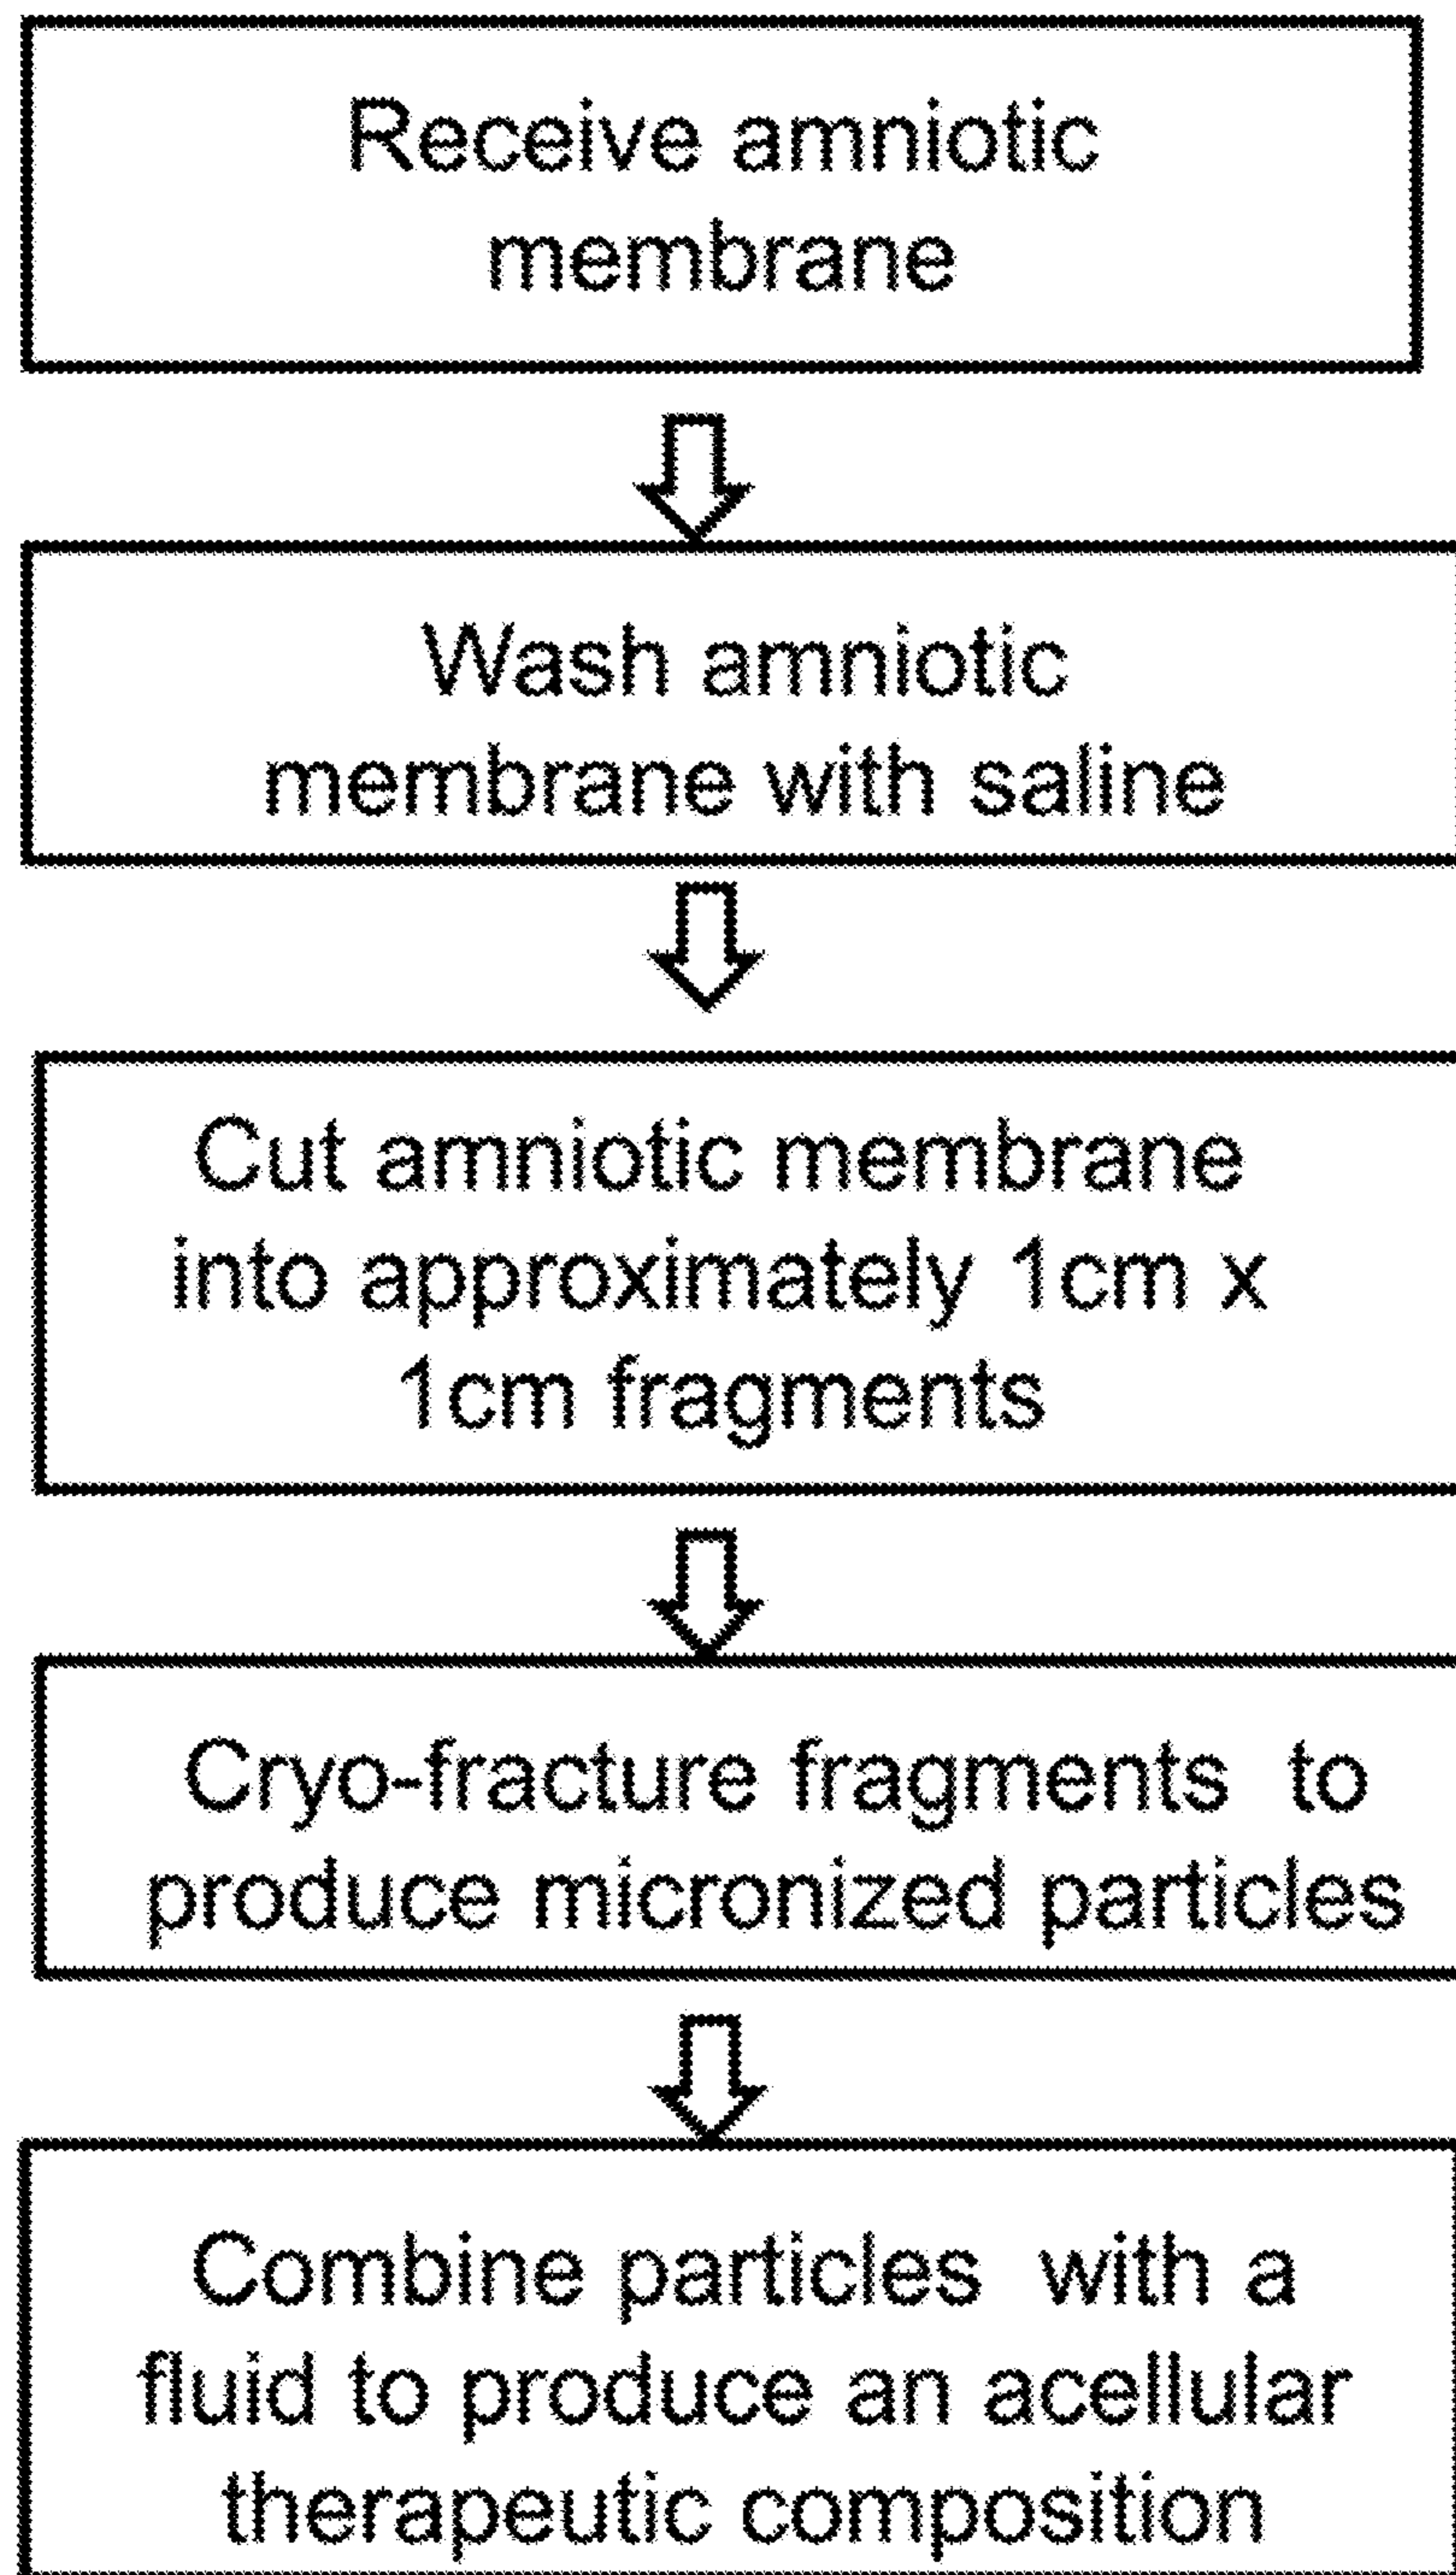 Receive amniotic
membrane
Wash amniotic
membrane with saline
Cut amniotic membrane
into approximately 1cm x
1cm fragments
Cryo-fracture fragments to
produce micronized particles
Combine particles with a
fluid to produce an acellular
therapeutic composition